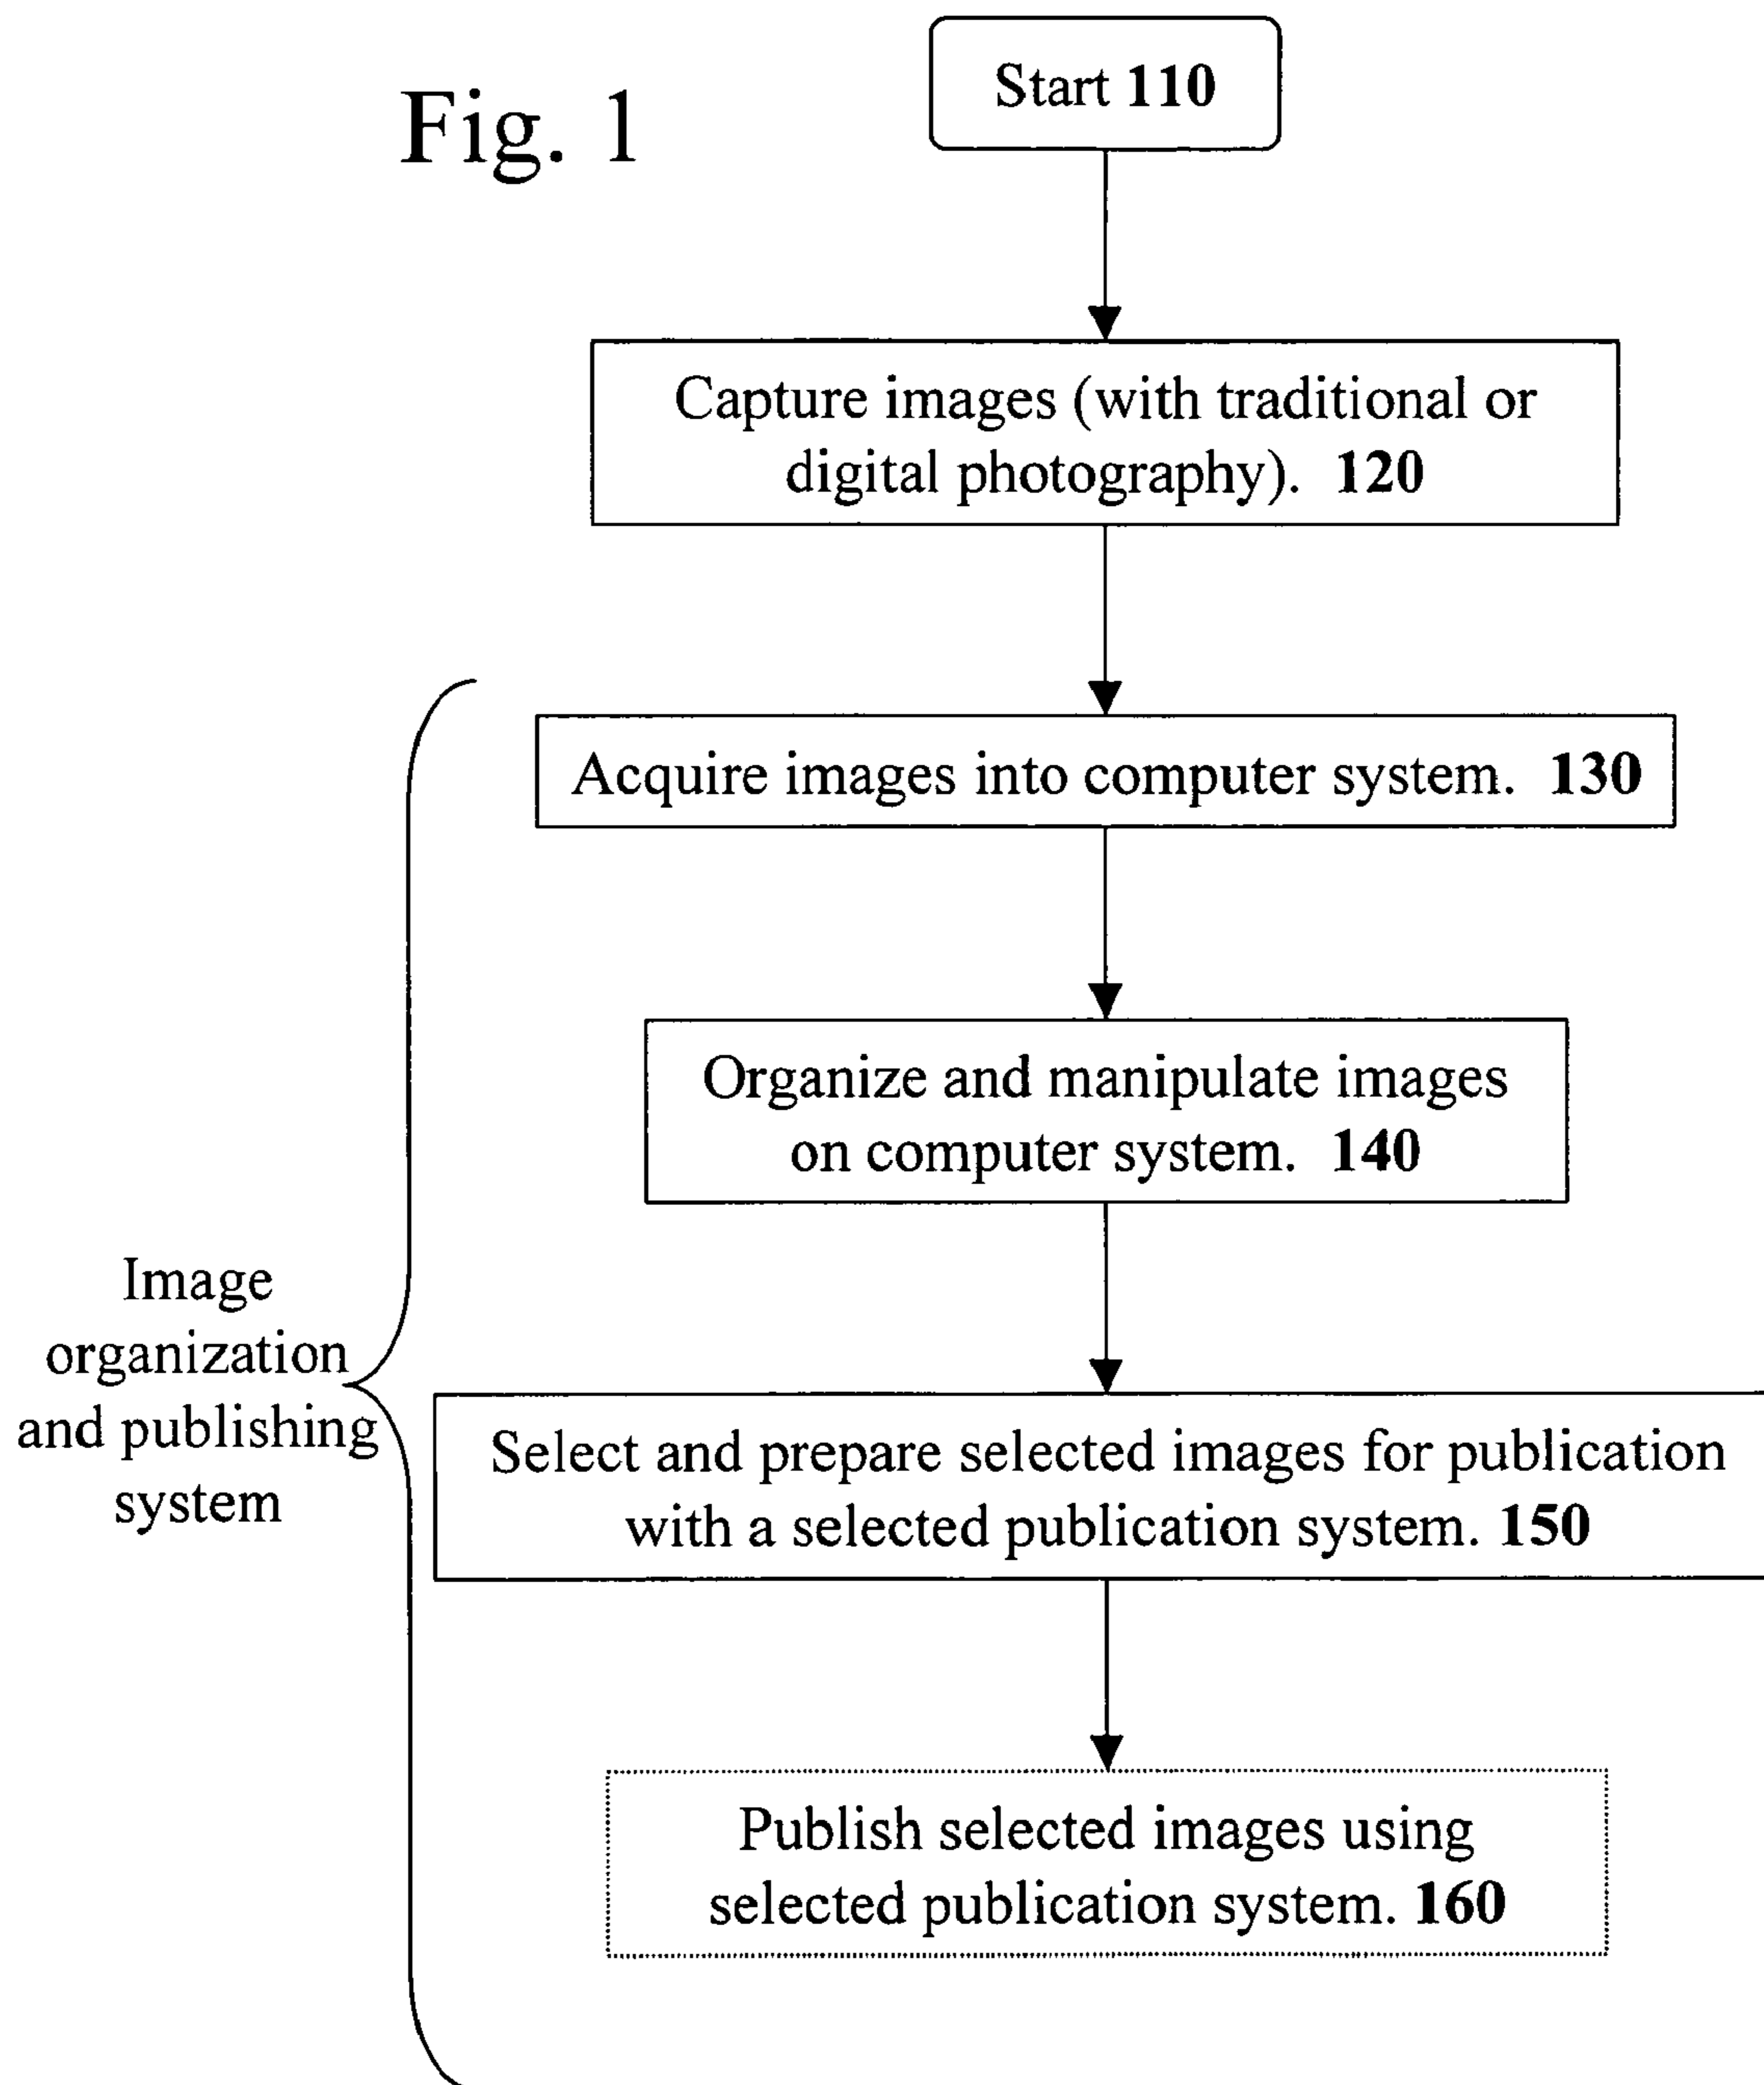 Fig. 1
Start 110
Capture images (with traditional or
digital photography). 120
Acquire images into computer system. 130
Organize and manipulate images
on computer system. 140
Image
organization
and publishing
system
Select and prepare selected images for publication
with a selected publication system. 150
Publish selected images using
selected publication system. 160